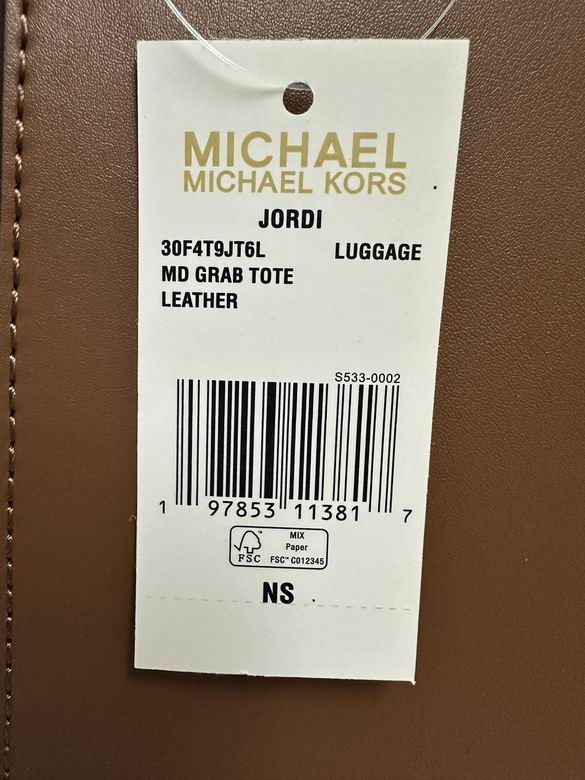 MICHAEL
MICHAEL KORS
JORDI
30F4T9JT6L LUGGAGE
MD GRAB TOTE
LEATHER
S533-0002
1 97853 11381 7
FSC™
MIX
Paper
FSC™ C012345
NS